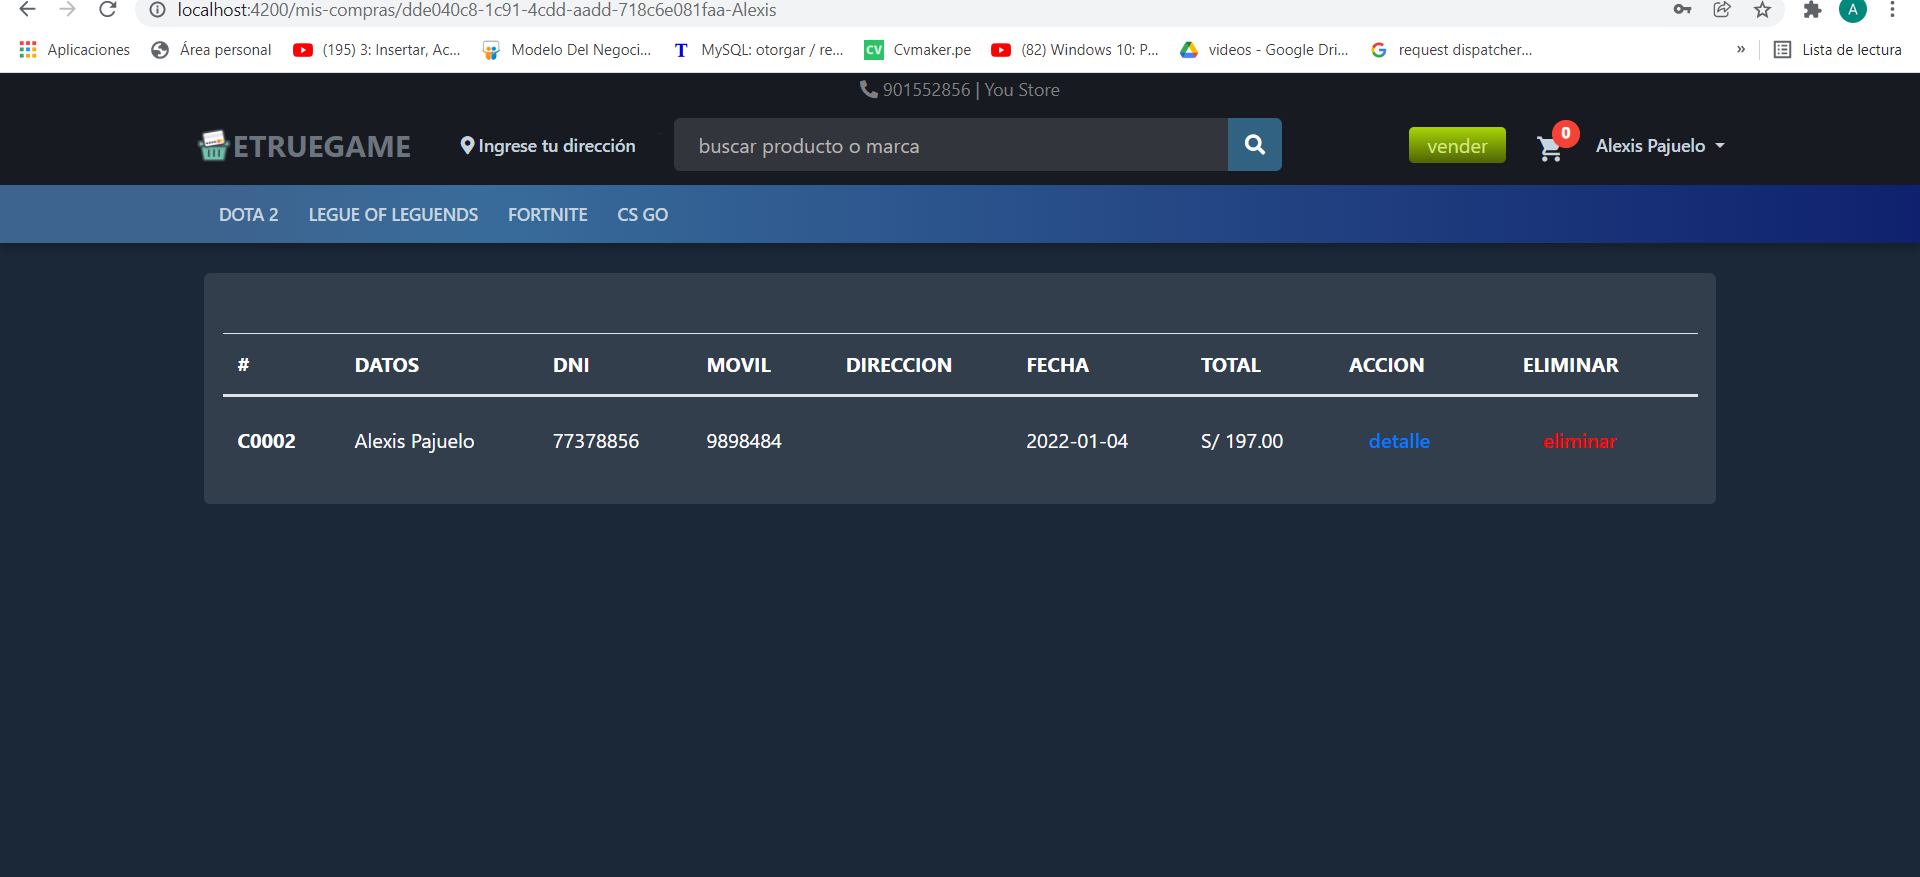 localhost:4200/mis-compras/dde040c8-1c91-4cdd-aadd-718c6e081faa-Alexis
A
Aplicaciones Área personal (195) 3: Insertar, Ac... Modelo Del Negoci... T MySQL: otorgar / re... CV Cvmaker.pe (82) Windows 10: P... videos - Google Dri... G request dispatcher... » Lista de lectura
901552856 | You Store
ETRUEGAME Ingrese tu dirección buscar producto o marca vender 0 Alexis Pajuelo
DOTA 2 LEGUE OF LEGUENDS FORTNITE CS GO
# DATOS DNI MOVIL DIRECCION FECHA TOTAL ACCION ELIMINAR
C0002 Alexis Pajuelo 77378856 9898484 2022-01-04 S/ 197.00 detalle eliminar